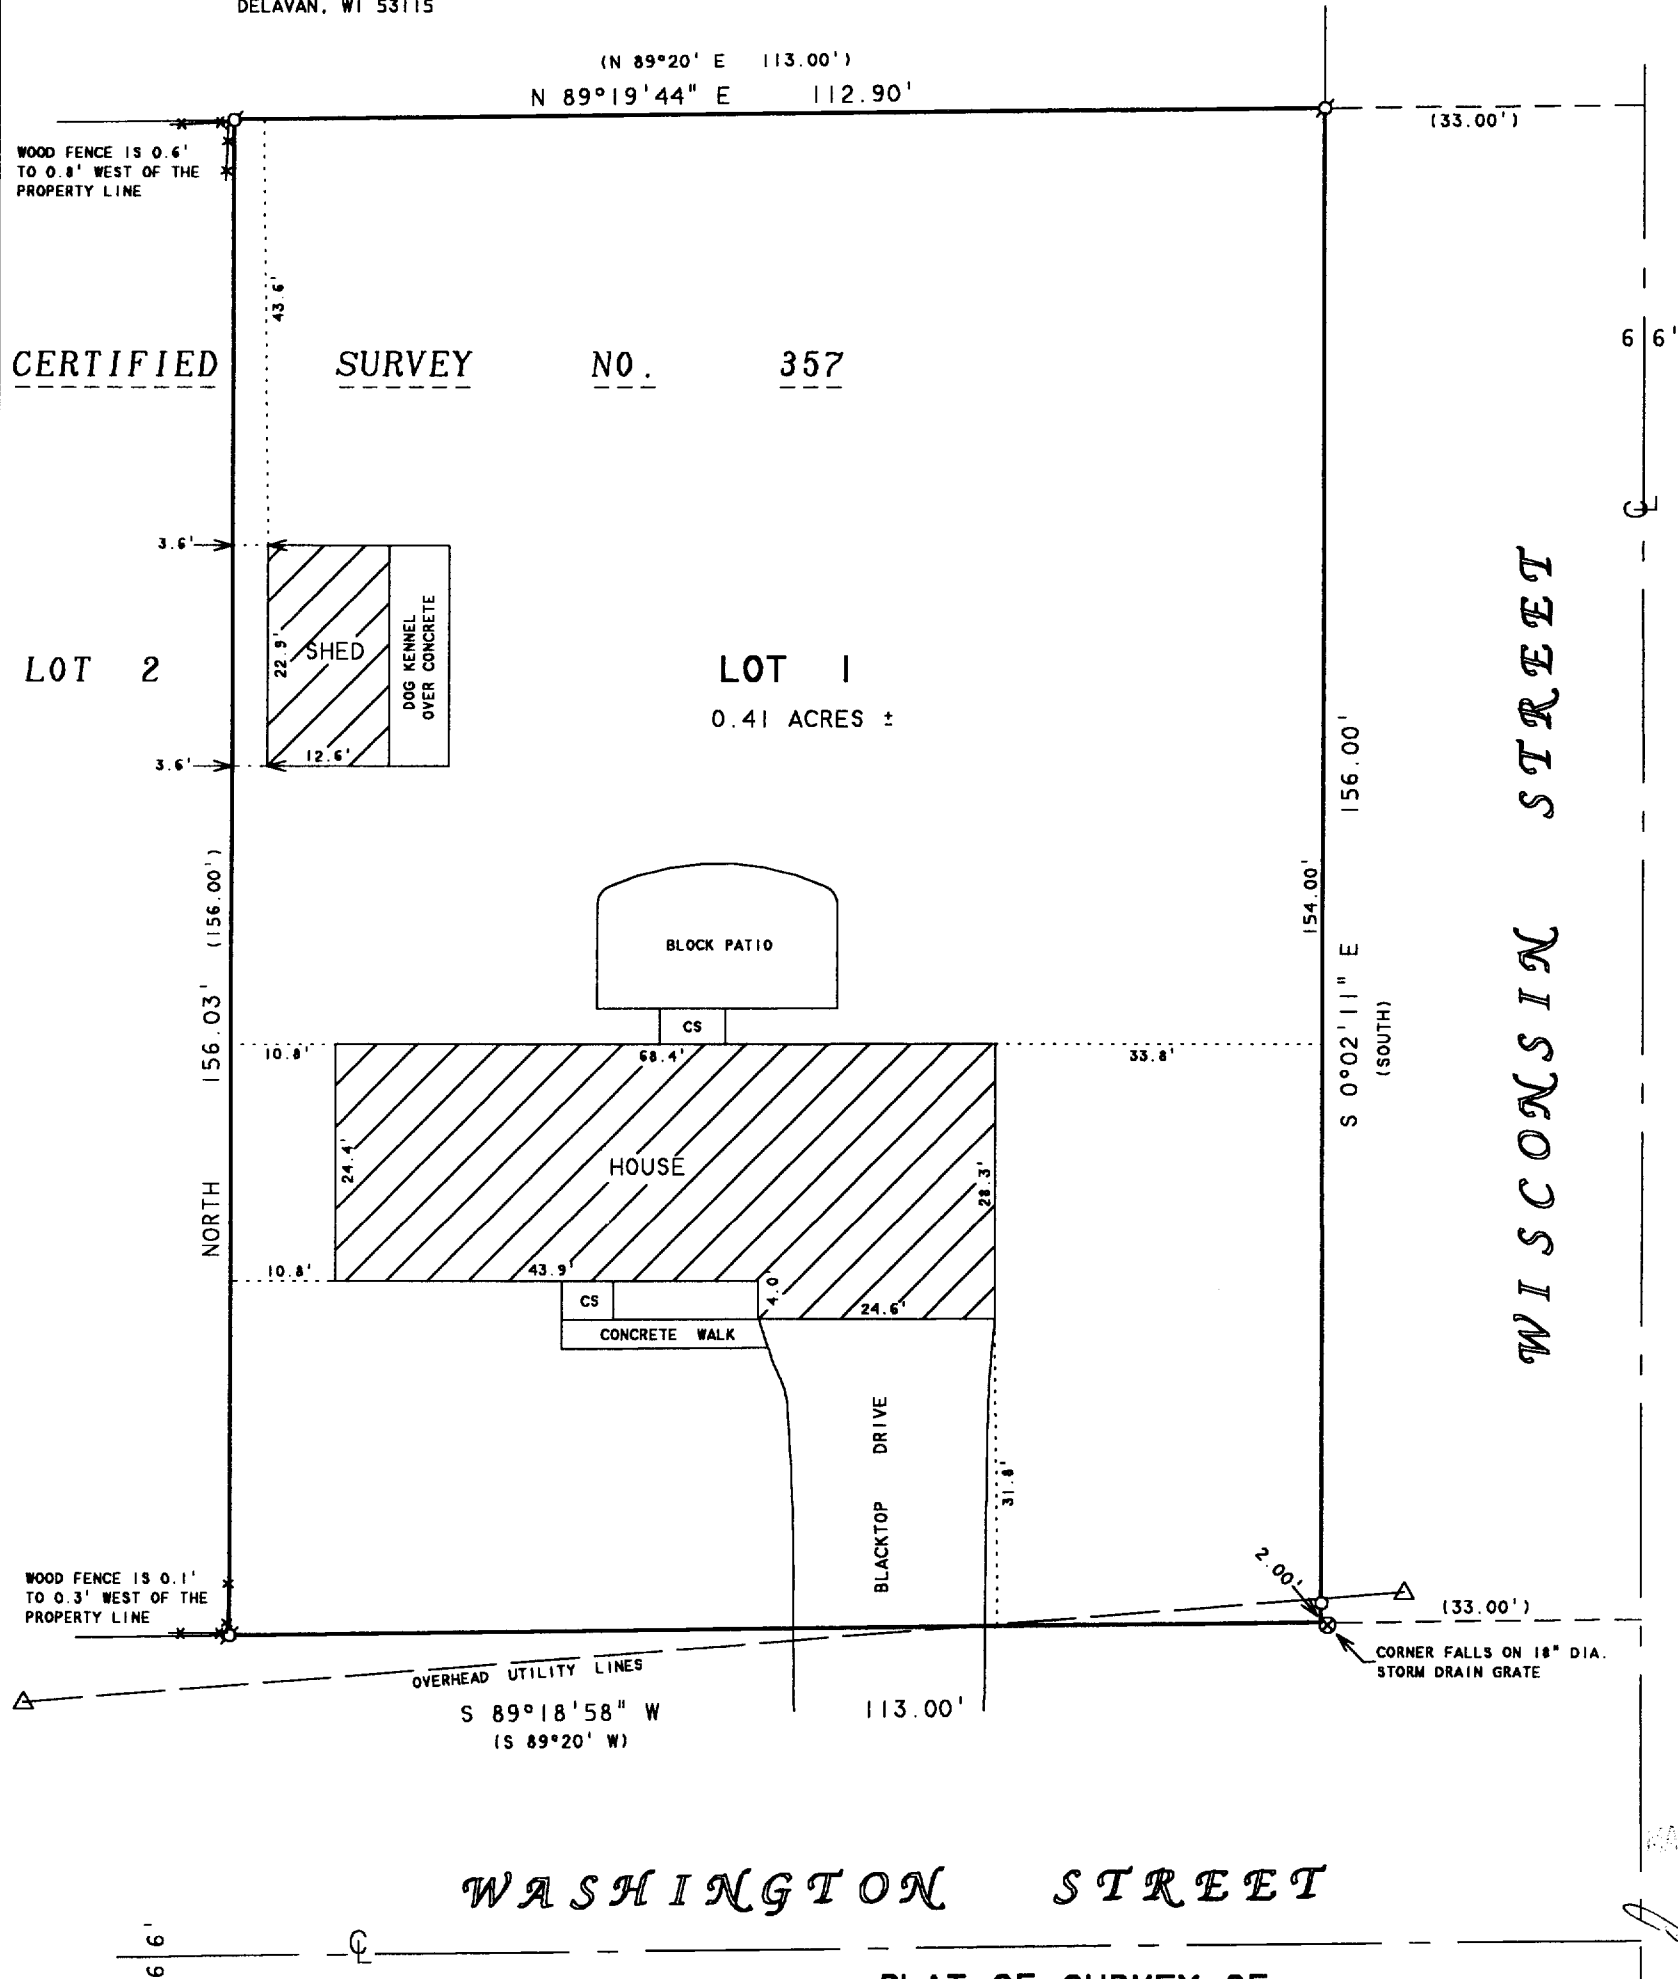 DELAVAN, WI 53115
(N 89°20' E 113.00')
N 89°19'44" E 112.90'
(33.00')
WOOD FENCE IS 0.6'
TO 0.8' WEST OF THE
PROPERTY LINE
43.6'
66'
CERTIFIED SURVEY NO. 357
℄
3.6'
22.9'
SHED
DOG KENNEL
OVER CONCRETE
12.6'
3.6'
LOT 2
LOT 1
0.41 ACRES ±
WISCONSIN STREET
S 0°02'11" E 156.00'
(SOUTH)
154.00'
NORTH 156.03' (156.00')
BLOCK PATIO
CS
10.8'
68.4'
33.8'
24.4'
HOUSE
28.3'
10.8'
43.9'
4.0'
24.6'
CS
CONCRETE WALK
BLACKTOP DRIVE
31.8'
2.00'
WOOD FENCE IS 0.1'
TO 0.3' WEST OF THE
PROPERTY LINE
(33.00')
CORNER FALLS ON 18" DIA.
STORM DRAIN GRATE
OVERHEAD UTILITY LINES
S 89°18'58" W 113.00'
(S 89°20' W)
WASHINGTON STREET
66'
℄
PLAT OF SURVEY OF